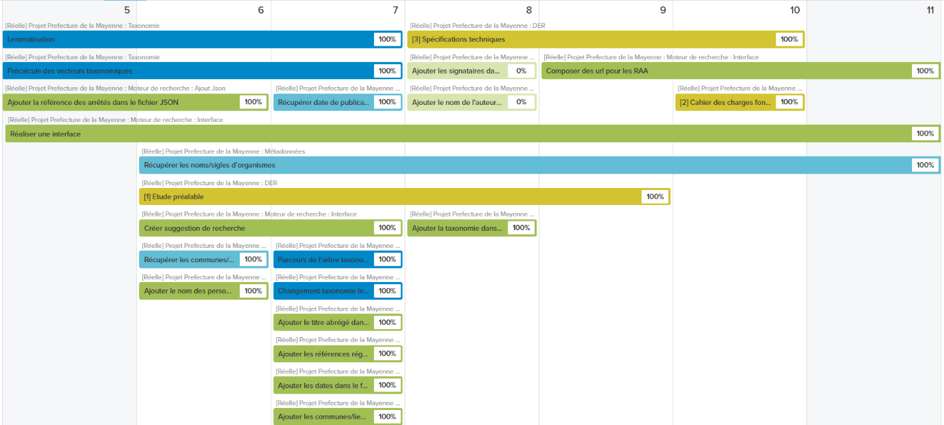 5 6 7 8 9 10 11
[Réelle] Projet Prefecture de la Mayenne : Taxonomie
[Réelle] Projet Prefecture de la Mayenne : DER
Lemmatisation 100%
[3] Spécifications techniques 100%
[Réelle] Projet Prefecture de la Mayenne : Taxonomie
[Réelle] Projet Prefecture de la Mayenne ...
[Réelle] Projet Prefecture de la Mayenne : Moteur de recherche : Interface
Précalcule des vecteurs taxonomiques 100%
Ajouter les signataires da... 0%
Composer des url pour les RAA 100%
[Réelle] Projet Prefecture de la Mayenne : Moteur de recherche : Ajout Json
[Réelle] Projet Prefecture de la Mayenne ...
[Réelle] Projet Prefecture de la Mayenne ...
[Réelle] Projet Prefecture de la Mayenne ...
Ajouter la référence des arrêtés dans le fichier JSON 100%
Récupérer date de publica... 100%
Ajouter le nom de l'auteur... 0%
[2] Cahier des charges fon... 100%
[Réelle] Projet Prefecture de la Mayenne : Moteur de recherche : Interface
Réaliser une interface 100%
[Réelle] Projet Prefecture de la Mayenne : Métadonnées
Récupérer les noms/sigles d'organismes 100%
[Réelle] Projet Prefecture de la Mayenne : DER
[1] Etude préalable 100%
[Réelle] Projet Prefecture de la Mayenne : Moteur de recherche : Interface
[Réelle] Projet Prefecture de la Mayenne ...
Créer suggestion de recherche 100%
Ajouter la taxonomie dans... 100%
[Réelle] Projet Prefecture de la Mayenne ...
[Réelle] Projet Prefecture de la Mayenne ...
Récupérer les communes/... 100%
Parcours de l'arbre taxono... 100%
[Réelle] Projet Prefecture de la Mayenne ...
[Réelle] Projet Prefecture de la Mayenne ...
Ajouter le nom des perso... 100%
Changement taxonomie le... 100%
[Réelle] Projet Prefecture de la Mayenne ...
Ajouter le titre abrégé dan... 100%
[Réelle] Projet Prefecture de la Mayenne ...
Ajouter les références rég... 100%
[Réelle] Projet Prefecture de la Mayenne ...
Ajouter les dates dans le f... 100%
[Réelle] Projet Prefecture de la Mayenne ...
Ajouter les communes/lie... 100%